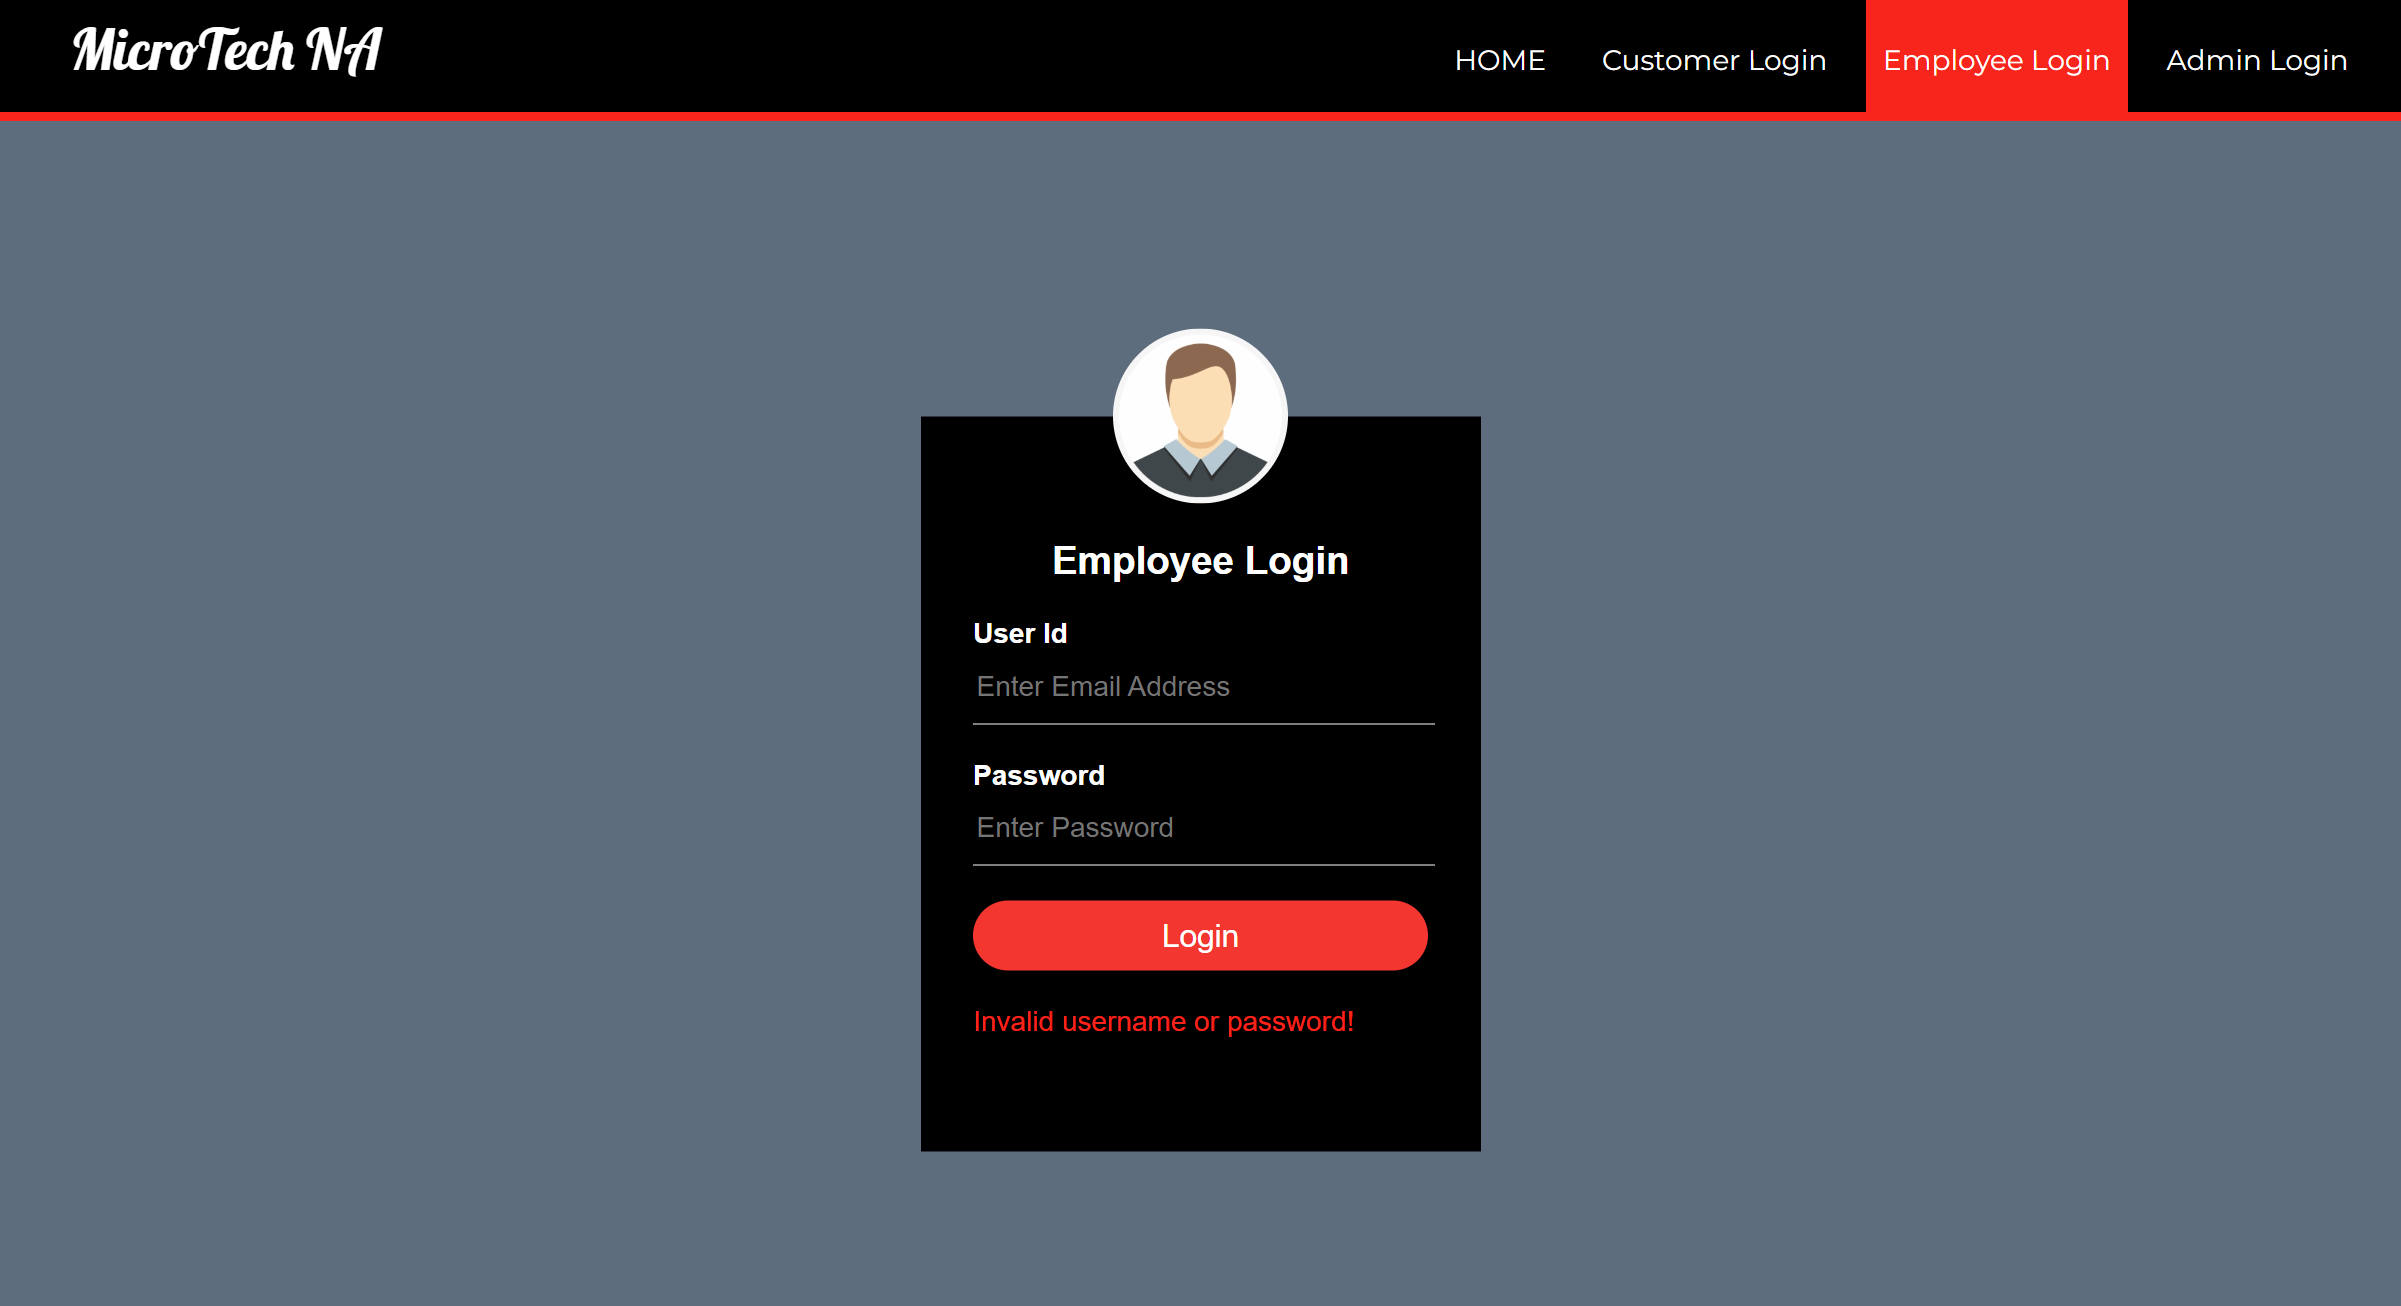 MicroTech NA
HOME Customer Login Employee Login Admin Login
Employee Login
User Id
Enter Email Address
Password
Enter Password
Login
Invalid username or password!